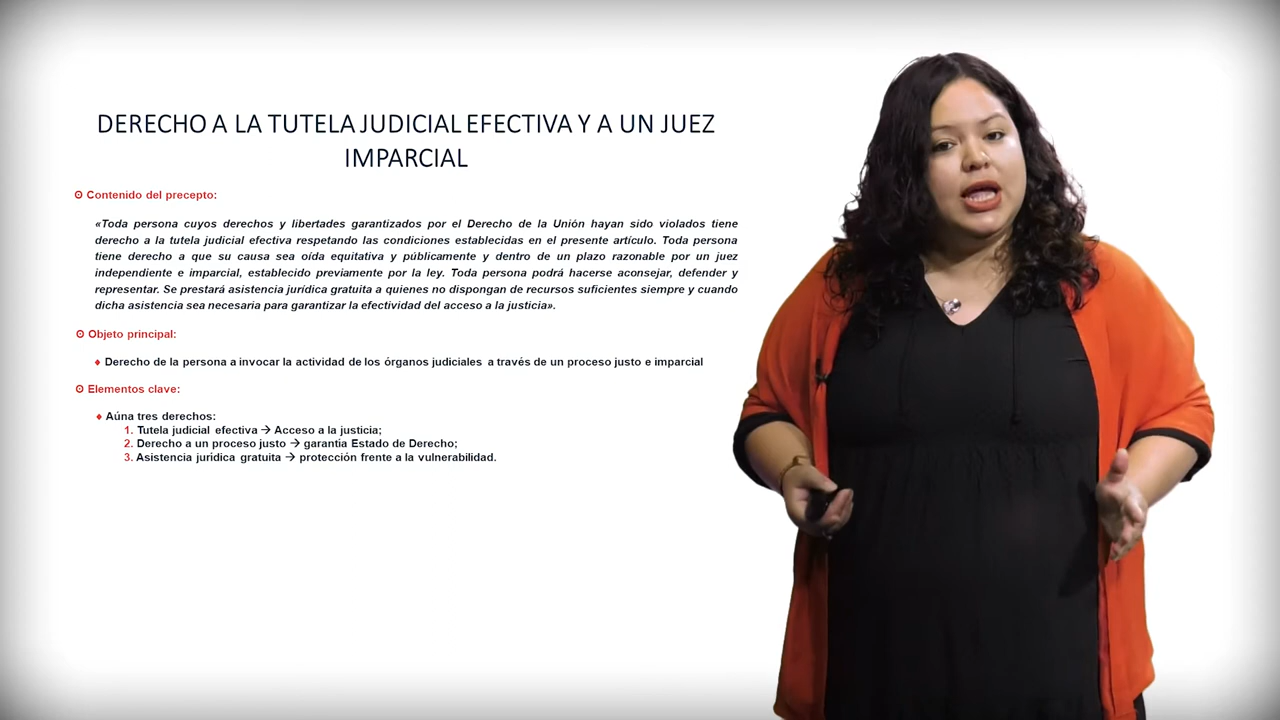 DERECHO A LA TUTELA JUDICIAL EFECTIVA Y A UN JUEZ
IMPARCIAL
Contenido del precepto:
«Toda persona cuyos derechos y libertades garantizados por el Derecho de la Unión hayan sido violados tiene
derecho a la tutela judicial efectiva respetando las condiciones establecidas en el presente artículo. Toda persona
tiene derecho a que su causa sea oída equitativa y públicamente y dentro de un plazo razonable por un juez
independiente e imparcial, establecido previamente por la ley. Toda persona podrá hacerse aconsejar, defender y
representar. Se prestará asistencia jurídica gratuita a quienes no dispongan de recursos suficientes siempre y cuando
dicha asistencia sea necesaria para garantizar la efectividad del acceso a la justicia».
Objeto principal:
♦ Derecho de la persona a invocar la actividad de los órganos judiciales a través de un proceso justo e imparcial
Elementos clave:
♦ Aúna tres derechos:
1. Tutela judicial efectiva → Acceso a la justicia;
2. Derecho a un proceso justo → garantía Estado de Derecho;
3. Asistencia jurídica gratuita → protección frente a la vulnerabilidad.